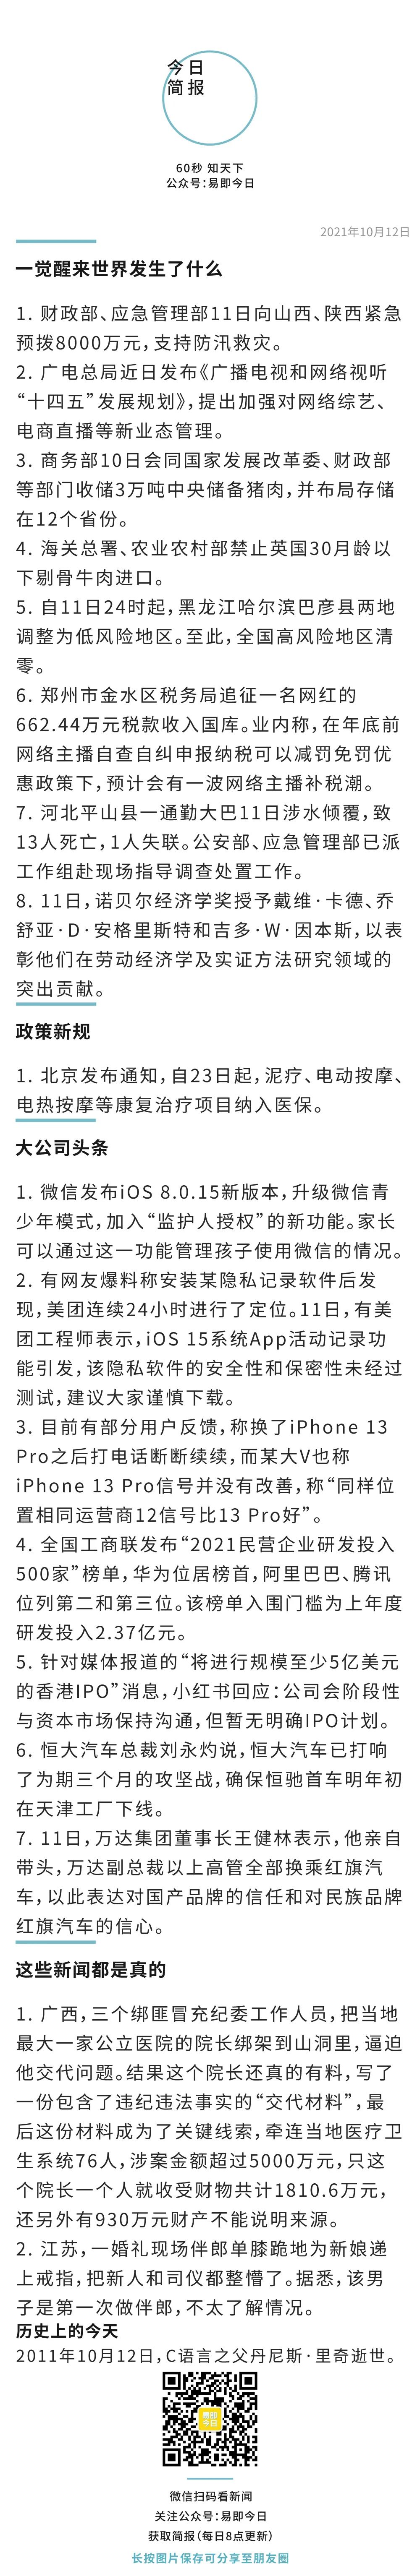 今日
简报
60秒 知天下
公众号：易即今日
2021年10月12日
一觉醒来世界发生了什么
1. 财政部、应急管理部11日向山西、陕西紧急
预拨8000万元，支持防汛救灾。
2. 广电总局近日发布《广播电视和网络视听
“十四五”发展规划》，提出加强对网络综艺、
电商直播等新业态管理。
3. 商务部10日会同国家发展改革委、财政部
等部门收储3万吨中央储备猪肉，并布局存储
在12个省份。
4. 海关总署、农业农村部禁止英国30月龄以
下剔骨牛肉进口。
5. 自11日24时起，黑龙江哈尔滨巴彦县两地
调整为低风险地区。至此，全国高风险地区清
零。
6. 郑州市金水区税务局追征一名网红的
662.44万元税款收入国库。业内称，在年底前
网络主播自查自纠申报纳税可以减罚免罚优
惠政策下，预计会有一波网络主播补税潮。
7. 河北平山县一通勤大巴11日涉水倾覆，致
13人死亡，1人失联。公安部、应急管理部已派
工作组赴现场指导调查处置工作。
8. 11日，诺贝尔经济学奖授予戴维·卡德、乔
舒亚·D·安格里斯特和吉多·W·因本斯，以表
彰他们在劳动经济学及实证方法研究领域的
突出贡献。
政策新规
1. 北京发布通知，自23日起，泥疗、电动按摩、
电热按摩等康复治疗项目纳入医保。
大公司头条
1. 微信发布iOS 8.0.15新版本，升级微信青
少年模式，加入“监护人授权”的新功能。家长
可以通过这一功能管理孩子使用微信的情况。
2. 有网友爆料称安装某隐私记录软件后发
现，美团连续24小时进行了定位。11日，有美
团工程师表示，iOS 15系统App活动记录功
能引发，该隐私软件的安全性和保密性未经过
测试，建议大家谨慎下载。
3. 目前有部分用户反馈，称换了iPhone 13
Pro之后打电话断断续续，而某大V也称
iPhone 13 Pro信号并没有改善，称“同样位
置相同运营商12信号比13 Pro好”。
4. 全国工商联发布“2021民营企业研发投入
500家”榜单，华为位居榜首，阿里巴巴、腾讯
位列第二和第三位。该榜单入围门槛为上年度
研发投入2.37亿元。
5. 针对媒体报道的“将进行规模至少5亿美元
的香港IPO”消息，小红书回应：公司会阶段性
与资本市场保持沟通，但暂无明确IPO计划。
6. 恒大汽车总裁刘永灼说，恒大汽车已打响
了为期三个月的攻坚战，确保恒驰首车明年初
在天津工厂下线。
7. 11日，万达集团董事长王健林表示，他亲自
带头，万达副总裁以上高管全部换乘红旗汽
车，以此表达对国产品牌的信任和对民族品牌
红旗汽车的信心。
这些新闻都是真的
1. 广西，三个绑匪冒充纪委工作人员，把当地
最大一家公立医院的院长绑架到山洞里，逼迫
他交代问题。结果这个院长还真的有料，写了
一份包含了违纪违法事实的“交代材料”，最
后这份材料成为了关键线索，牵连当地医疗卫
生系统76人，涉案金额超过5000万元，只这
个院长一个人就收受财物共计1810.6万元，
还另外有930万元财产不能说明来源。
2. 江苏，一婚礼现场伴郎单膝跪地为新娘递
上戒指，把新人和司仪都整懵了。据悉，该男
子是第一次做伴郎，不太了解情况。
历史上的今天
2011年10月12日，C语言之父丹尼斯·里奇逝世。
易即
今日
微信扫码看新闻
关注公众号：易即今日
获取简报（每日8点更新）
长按图片保存可分享至朋友圈